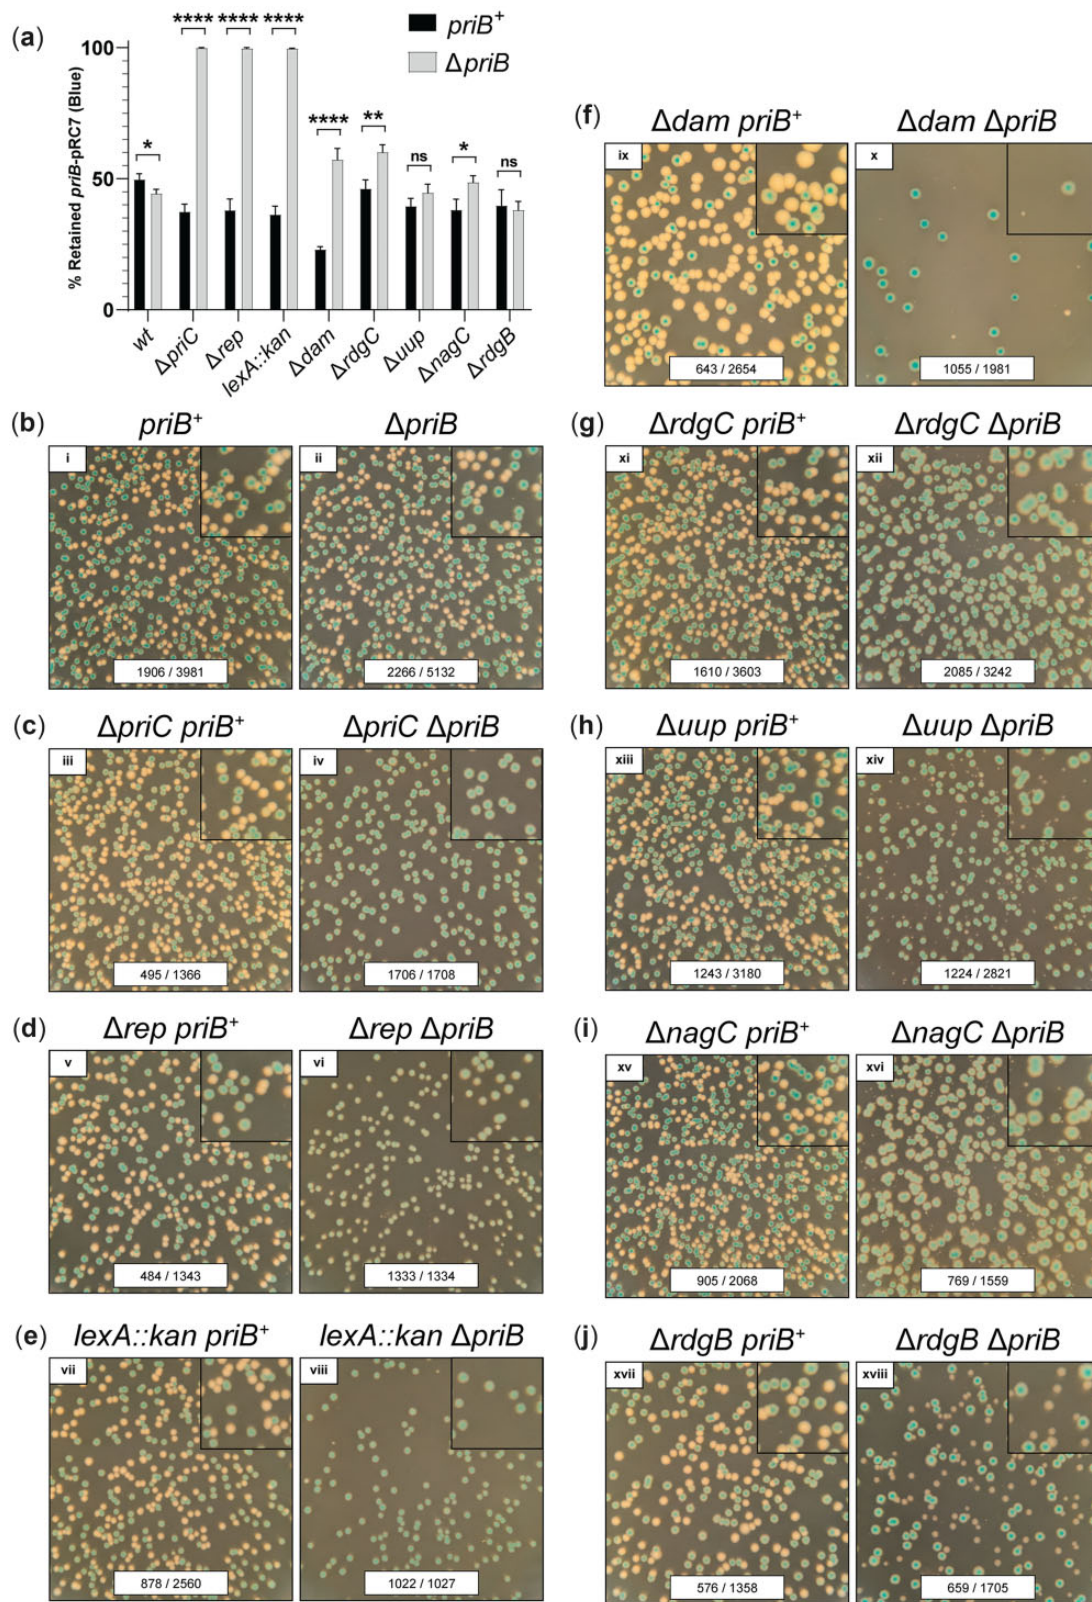 (a)
**** **** ****
priB+
ΔpriB
100
50
0
% Retained priB-pRC7 (Blue)
* **** ** ns * ns
wt ΔpriC Δrep lexA::kan Δdam ΔrdgC Δuup ΔnagC ΔrdgB
(b) priB+ ΔpriB
i ii
1906 / 3981 2266 / 5132
(c) ΔpriC priB+ ΔpriC ΔpriB
iii iv
495 / 1366 1706 / 1708
(d) Δrep priB+ Δrep ΔpriB
v vi
484 / 1343 1333 / 1334
(e) lexA::kan priB+ lexA::kan ΔpriB
vii viii
878 / 2560 1022 / 1027
(f) Δdam priB+ Δdam ΔpriB
ix x
643 / 2654 1055 / 1981
(g) ΔrdgC priB+ ΔrdgC ΔpriB
xi xii
1610 / 3603 2085 / 3242
(h) Δuup priB+ Δuup ΔpriB
xiii xiv
1243 / 3180 1224 / 2821
(i) ΔnagC priB+ ΔnagC ΔpriB
xv xvi
905 / 2068 769 / 1559
(j) ΔrdgB priB+ ΔrdgB ΔpriB
xvii xviii
576 / 1358 659 / 1705